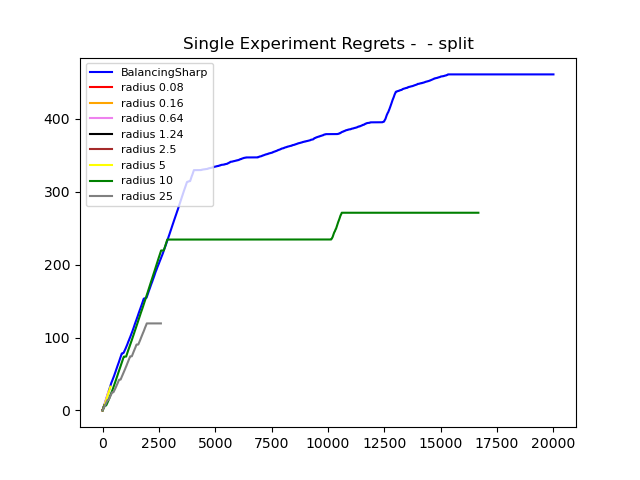 Single Experiment Regrets -  - split
BalancingSharp
radius 0.08
radius 0.16
radius 0.64
radius 1.24
radius 2.5
radius 5
radius 10
radius 25
400
300
200
100
0
0 2500 5000 7500 10000 12500 15000 17500 20000